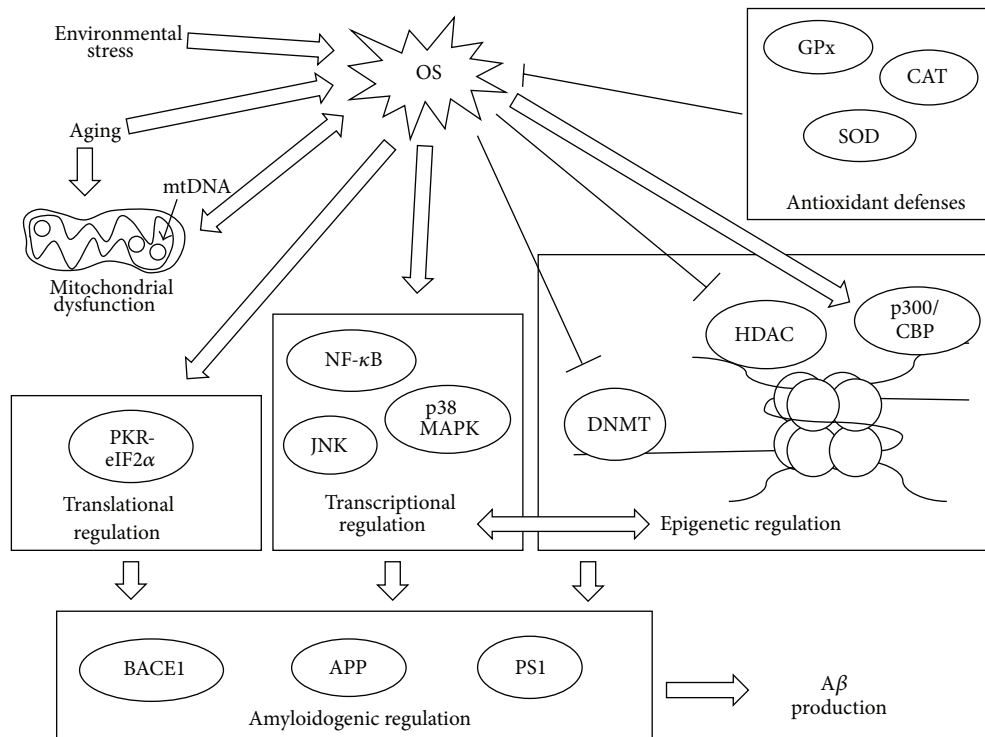 Environmental
stress
OS
GPx
CAT
SOD
Antioxidant defenses
Aging
mtDNA
Mitochondrial
dysfunction
NF-κB
p38
MAPK
JNK
Transcriptional
regulation
PKR-
eIF2α
Translational
regulation
HDAC
p300/
CBP
DNMT
Epigenetic regulation
BACE1
APP
PS1
Amyloidogenic regulation
Aβ
production